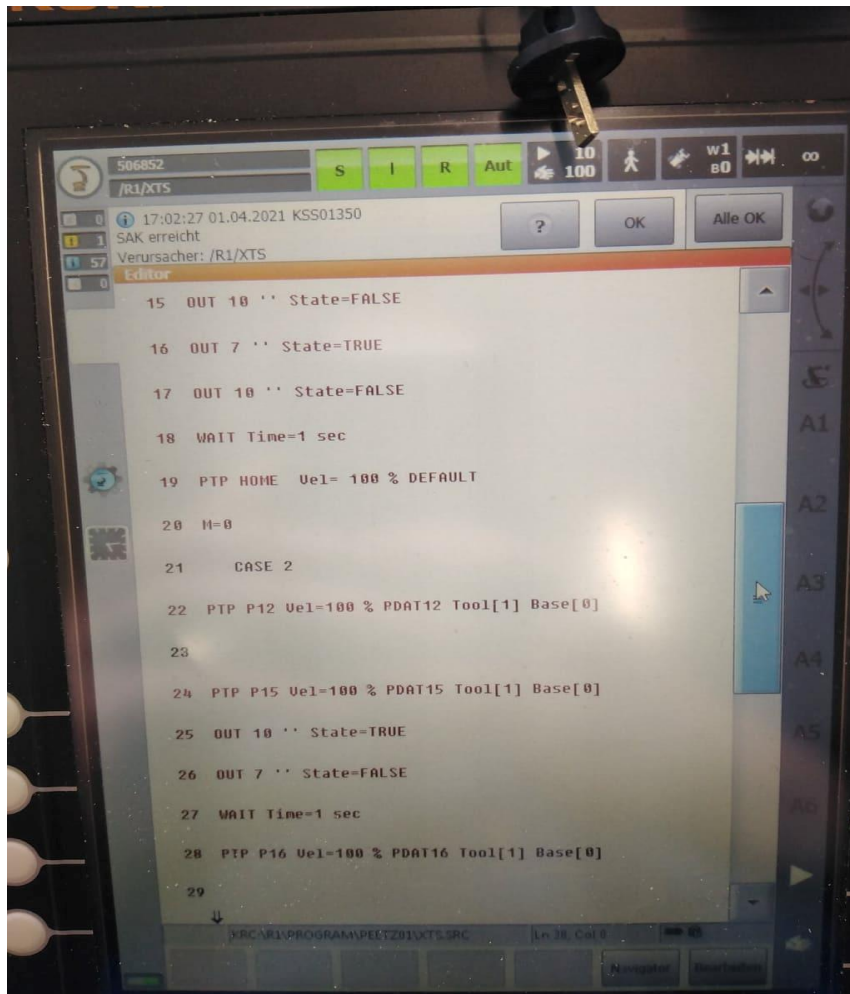 506852
/R1/XTS
S I R Aut
10
100
W1
B0
∞
0
1
57
0
17:02:27 01.04.2021 KSS01350
SAK erreicht
Verursacher: /R1/XTS
?
OK
Alle OK
Editor
15 OUT 10 '' State=FALSE
16 OUT 7 '' State=TRUE
17 OUT 10 '' State=FALSE
18 WAIT Time=1 sec
19 PTP HOME Vel= 100 % DEFAULT
20 M=0
21 CASE 2
22 PTP P12 Vel=100 % PDAT12 Tool[1] Base[0]
23
24 PTP P15 Vel=100 % PDAT15 Tool[1] Base[0]
25 OUT 10 '' State=TRUE
26 OUT 7 '' State=FALSE
27 WAIT Time=1 sec
28 PTP P16 Vel=100 % PDAT16 Tool[1] Base[0]
29
A1
A2
A3
A4
A5
A6
KRC:\R1\PROGRAM\PEETZ01\XTS.SRC
Ln 30, Col 0
Navigator
Bearbeiten